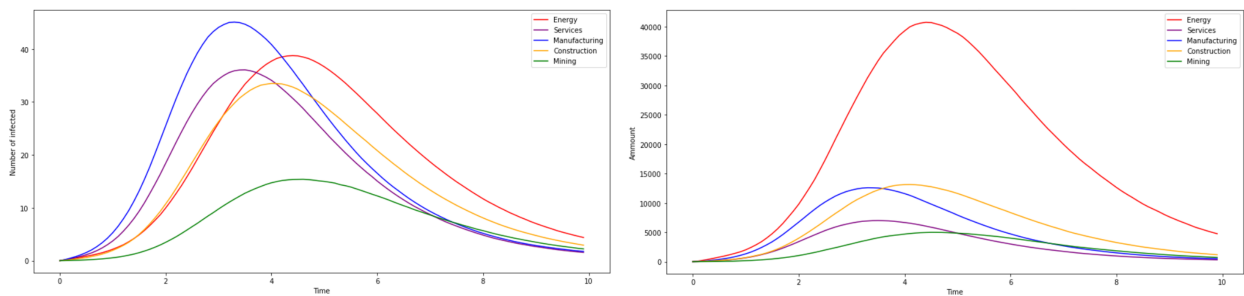 Energy
Services
Manufacturing
Construction
Mining
40
30
20
10
0
Number of infected
0 2 4 6 8 10
Time
Energy
Services
Manufacturing
Construction
Mining
40000
35000
30000
25000
20000
15000
10000
5000
0
Ammount
0 2 4 6 8 10
Time